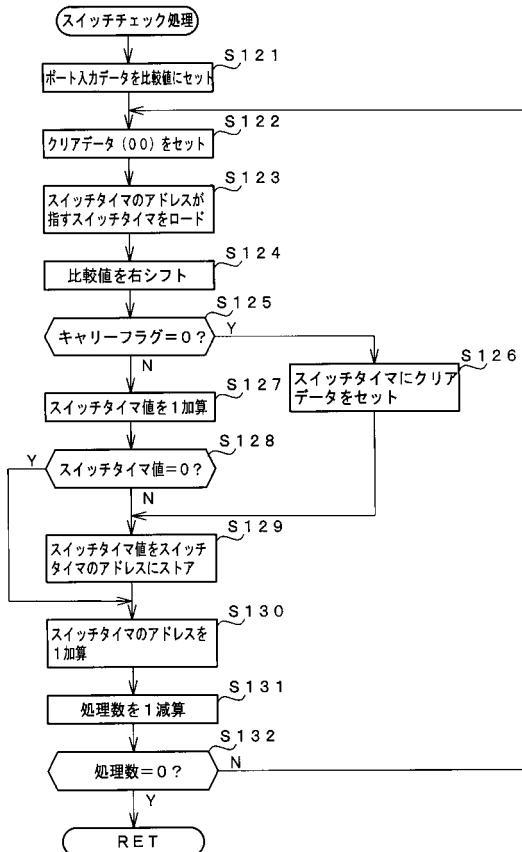 スイッチチェック処理
S121
ポート入力データを比較値にセット
S122
クリアデータ(00)をセット
S123
スイッチタイマのアドレスが
指すスイッチタイマをロード
S124
比較値を右シフト
S125
キャリーフラグ=0?
Y
N
S126
スイッチタイマにクリア
データをセット
S127
スイッチタイマ値を1加算
S128
Y
スイッチタイマ値=0?
N
S129
スイッチタイマ値をスイッチ
タイマのアドレスにストア
S130
スイッチタイマのアドレスを
1加算
S131
処理数を1減算
S132
処理数=0?
N
Y
RET